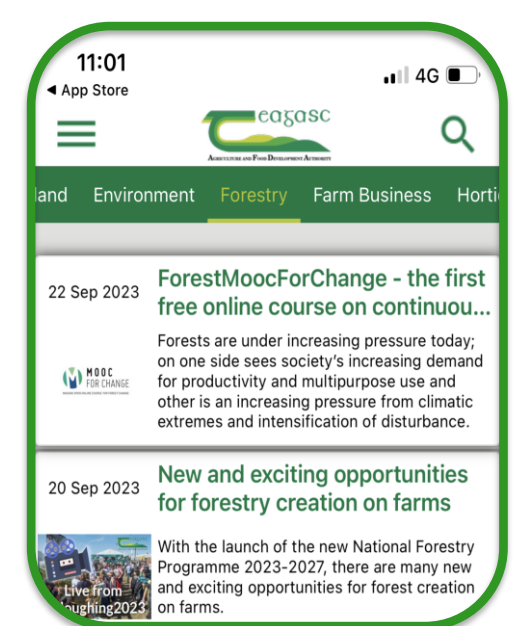 11:01
4G
◀ App Store
eagasc
AGRICULTURE AND FOOD DEVELOPMENT AUTHORITY
land Environment Forestry Farm Business Horti
22 Sep 2023
ForestMoocForChange - the first
free online course on continuou...
Forests are under increasing pressure today;
on one side sees society's increasing demand
for productivity and multipurpose use and
other is an increasing pressure from climatic
extremes and intensification of disturbance.
MOOC
FOR CHANGE
20 Sep 2023
New and exciting opportunities
for forestry creation on farms
With the launch of the new National Forestry
Programme 2023-2027, there are many new
and exciting opportunities for forest creation
on farms.
Live from
loughing2023